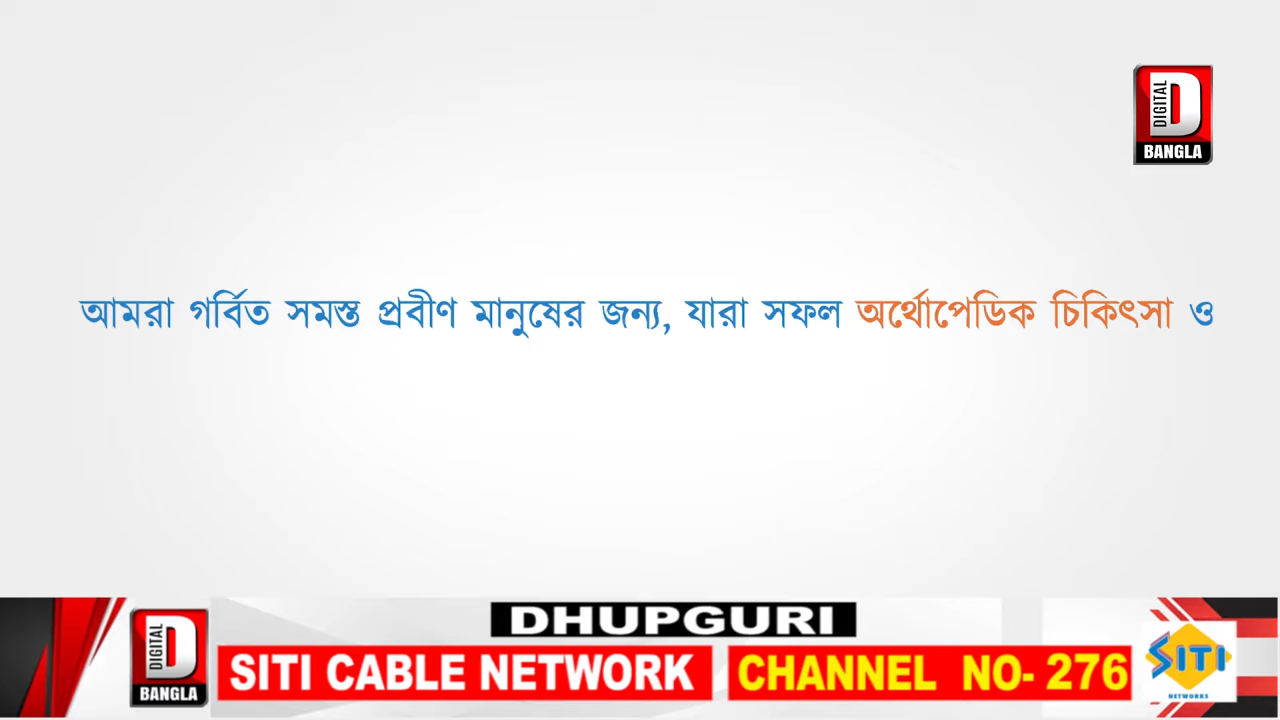 DIGITAL
D
BANGLA
আমরা গর্বিত সমস্ত প্রবীণ মানুষের জন্য, যারা সফল অর্থোপেডিক চিকিৎসা ও
DHUPGURI
DIGITAL
D
BANGLA
SITI CABLE NETWORK
CHANNEL NO- 276
SITI
NETWORKS